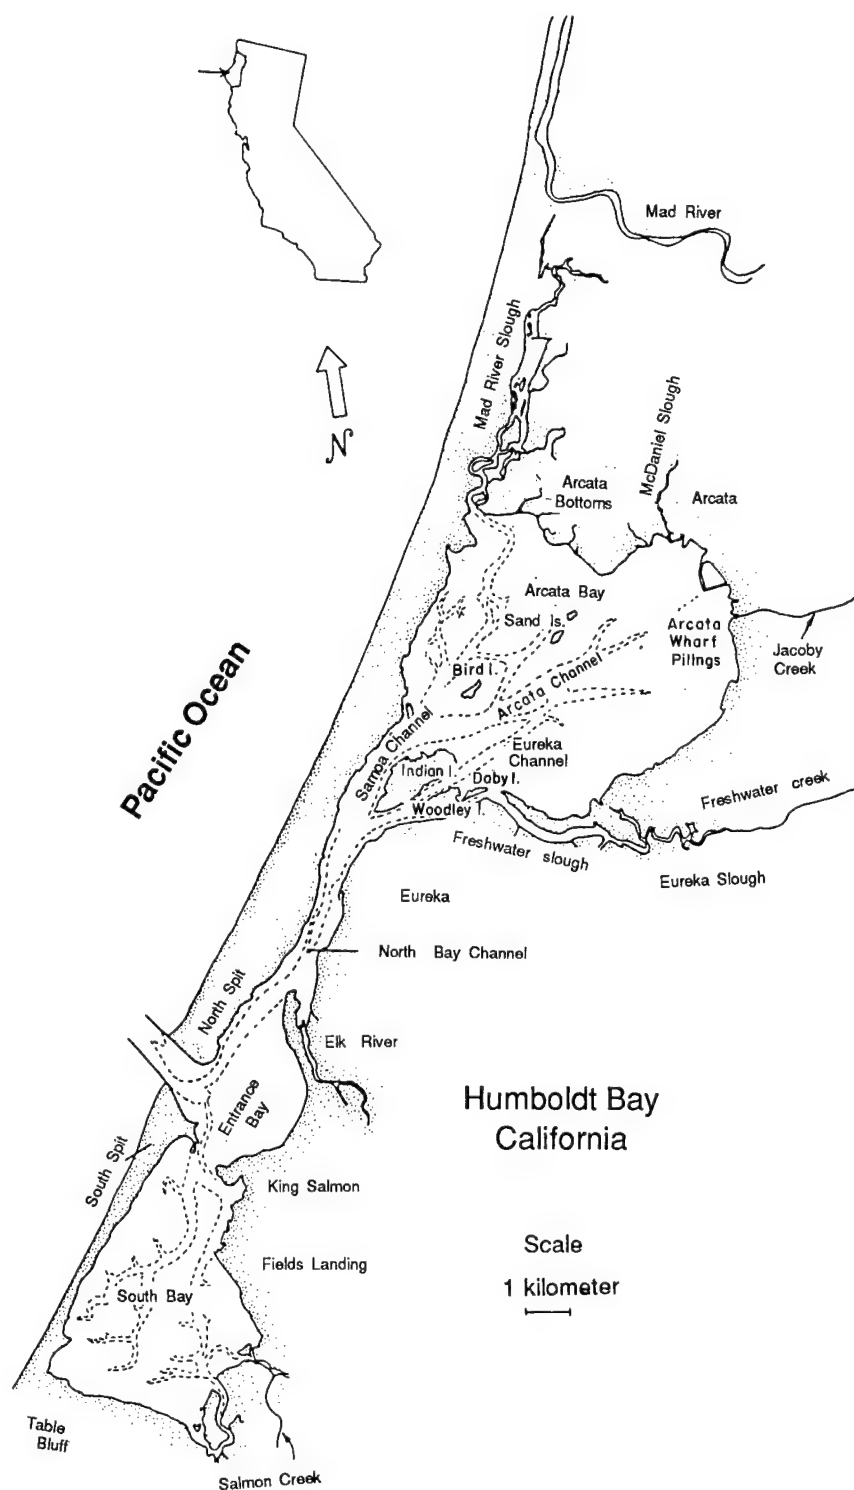 Mad River
N
Mad River Slough
McDaniel Slough
Arcata
Bottoms
Arcata
Arcata Bay
Sand Is.
Arcata
Wharf
Pilings
Jacoby
Creek
Bird I.
Arcata Channel
Pacific Ocean
Samoa Channel
Eureka
Channel
Indian I.
Daby I.
Woodley I.
Freshwater creek
Freshwater slough
Eureka Slough
Eureka
North Bay Channel
North Spit
Elk River
Entrance
Bay
Humboldt Bay
California
South Spit
King Salmon
Scale
Fields Landing
1 kilometer
South Bay
Table
Bluff
Salmon Creek